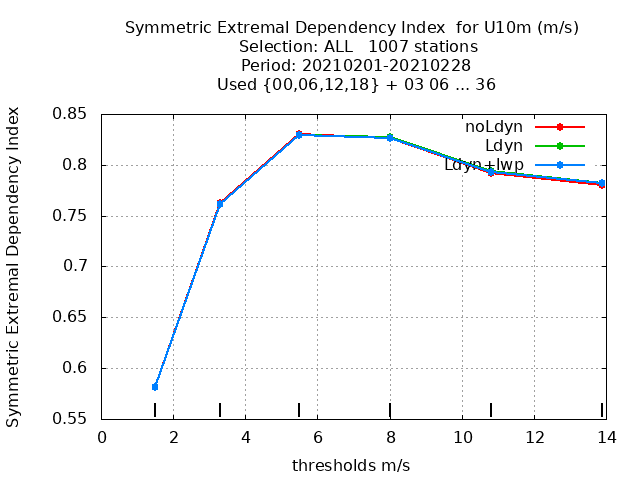 Symmetric Extremal Dependency Index  for U10m (m/s)
Selection: ALL   1007 stations
Period: 20210201-20210228
Used {00,06,12,18} + 03 06 ... 36
Symmetric Extremal Dependency Index
0.85
0.8
0.75
0.7
0.65
0.6
0.55
noLdyn
Ldyn
Ldyn+lwp
0 2 4 6 8 10 12 14
thresholds m/s